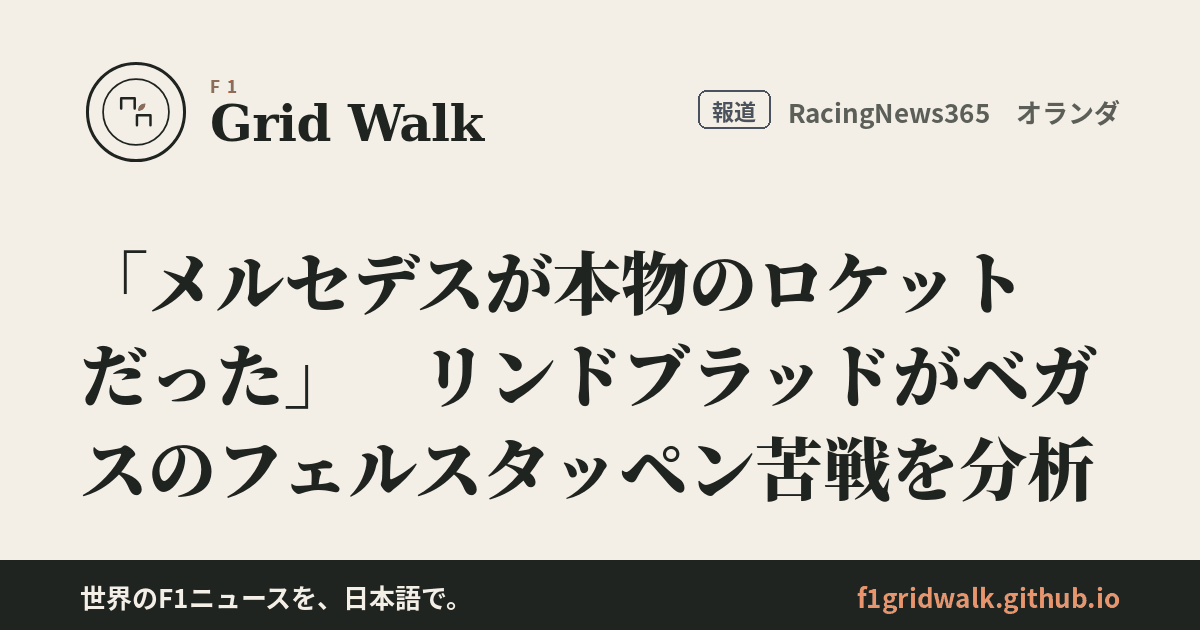 F1
Grid Walk
報道 RacingNews365 オランダ
「メルセデスが本物のロケット
だった」 リンドブラッドがベガ
スのフェルスタッペン苦戦を分析
世界のF1ニュースを、日本語で。
f1gridwalk.github.io